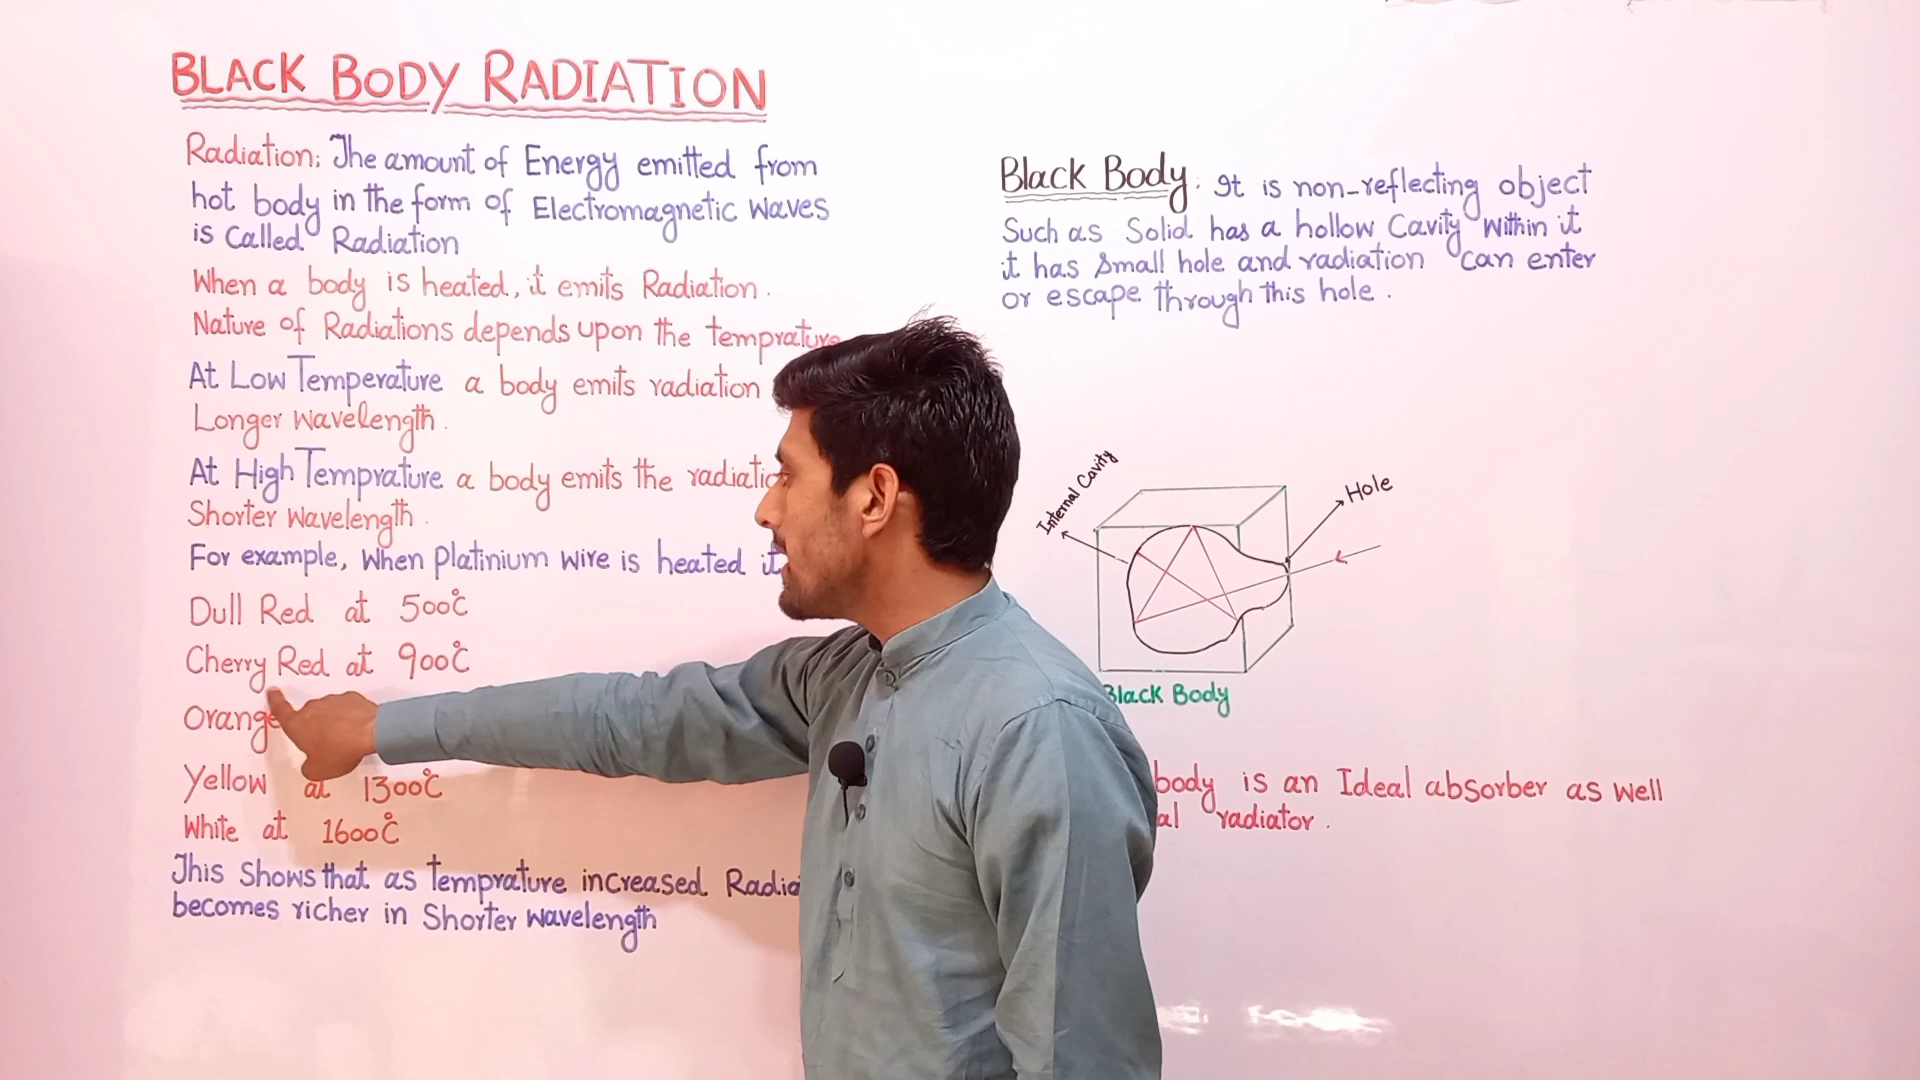 BLACK BODY RADIATION
Radiation: The amount of Energy emitted from
hot body in the form of Electromagnetic waves
is called Radiation
When a body is heated, it emits Radiation.
Nature of Radiations depends upon the temprature
At Low Temperature a body emits radiation
Longer wavelength.
At High Temprature a body emits the
Shorter wavelength.
For example, when Platinium wire is heated it
Dull Red at 500°C
Cherry Red at 900°C
Orange
Yellow at 1300°C
White at 1600°C
This Shows that as temprature increased
becomes richer in Shorter wavelength
Black Body: It is non-reflecting object
Such as Solid has a hollow Cavity within it
it has small hole and radiation can enter
or escape through this hole.
Internal Cavity
Hole
Black Body
body is an Ideal absorber as well
radiator.